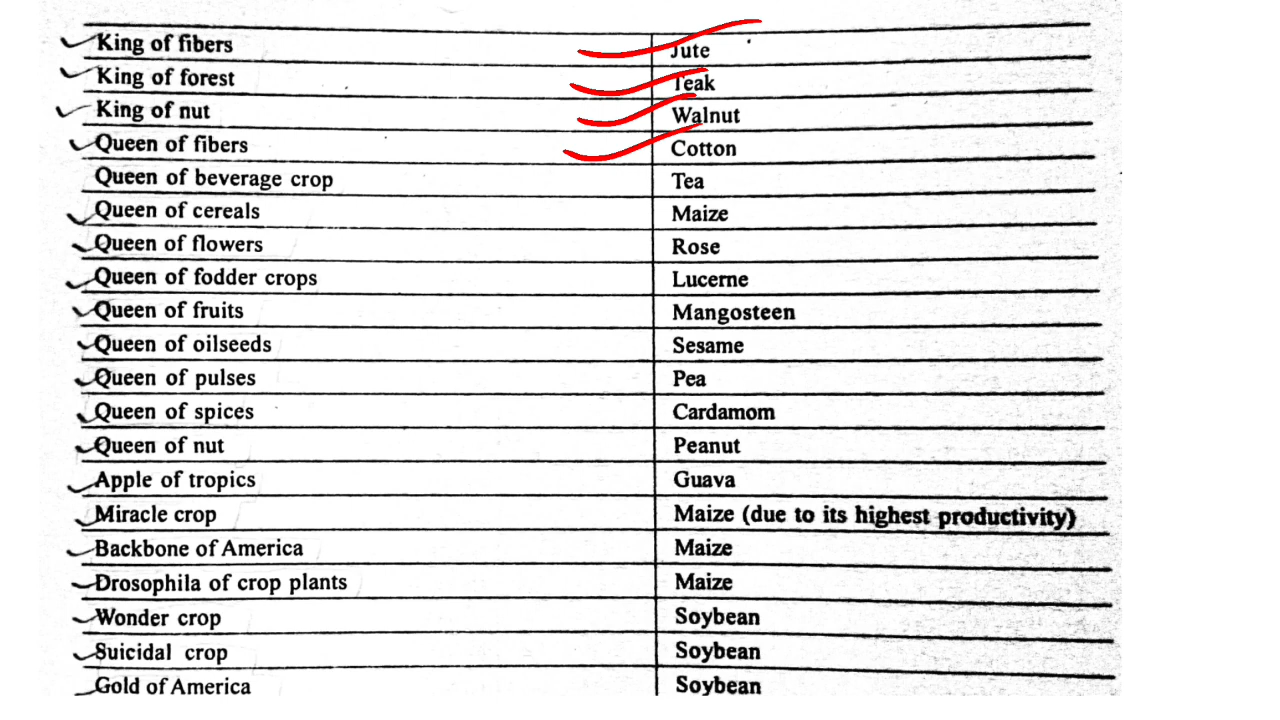 King of fibers Jute
King of forest Teak
King of nut Walnut
Queen of fibers Cotton
Queen of beverage crop Tea
Queen of cereals Maize
Queen of flowers Rose
Queen of fodder crops Lucerne
Queen of fruits Mangosteen
Queen of oilseeds Sesame
Queen of pulses Pea
Queen of spices Cardamom
Queen of nut Peanut
Apple of tropics Guava
Miracle crop Maize (due to its highest productivity)
Backbone of America Maize
Drosophila of crop plants Maize
Wonder crop Soybean
Suicidal crop Soybean
Gold of America Soybean